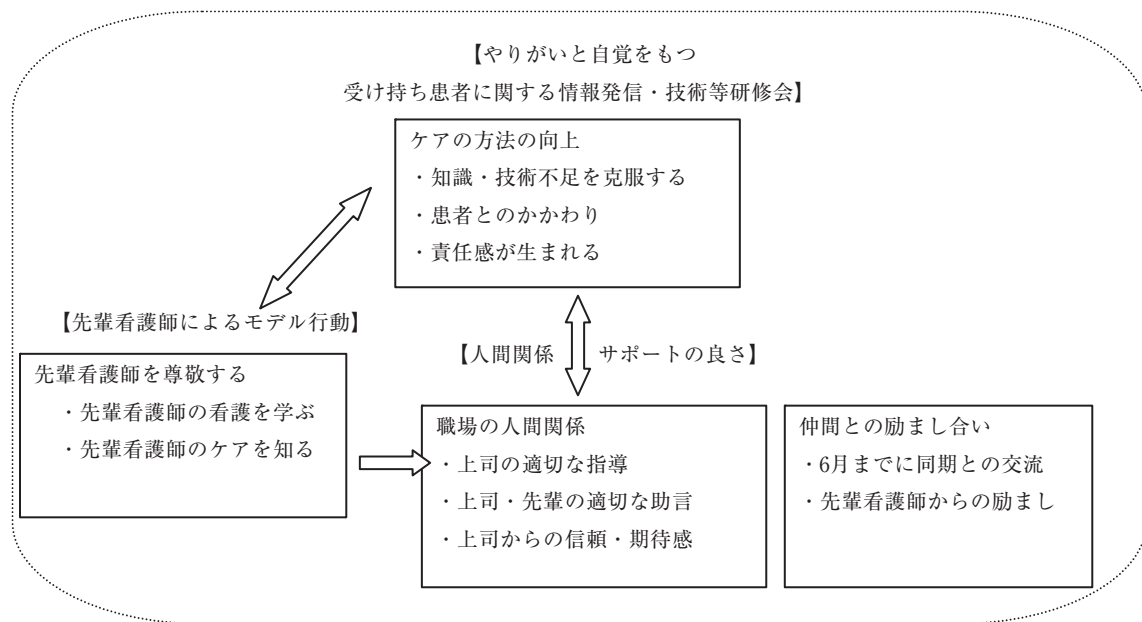 【やりがいと自覚をもつ
受け持ち患者に関する情報発信・技術等研修会】
ケアの方法の向上
・知識・技術不足を克服する
・患者とのかかわり
・責任感が生まれる
【先輩看護師によるモデル行動】
【人間関係 サポートの良さ】
先輩看護師を尊敬する
・先輩看護師の看護を学ぶ
・先輩看護師のケアを知る
職場の人間関係
・上司の適切な指導
・上司・先輩の適切な助言
・上司からの信頼・期待感
仲間との励まし合い
・6月までに同期との交流
・先輩看護師からの励まし